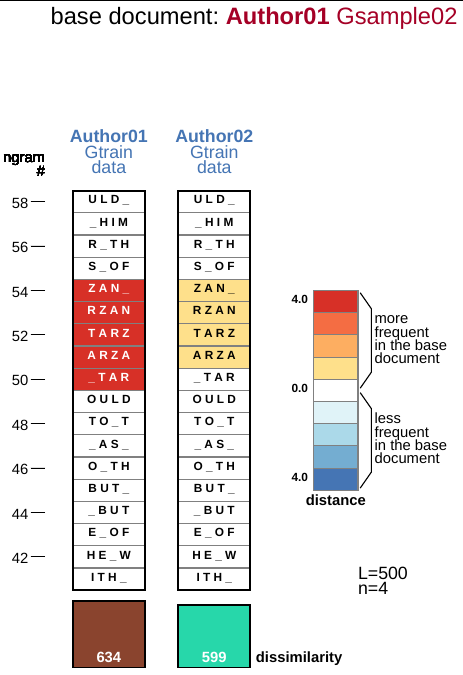 base document: Author01 Gsample02
Author01 Author02
Gtrain Gtrain
data data
ngram
#
58 ULD_ ULD_
_HIM _HIM
56 R_TH R_TH
S_OF S_OF
54 ZAN_ ZAN_
RZAN RZAN
52 TARZ TARZ
ARZA ARZA
50 _TAR _TAR
OULD OULD
48 TO_T TO_T
_AS_ _AS_
46 O_TH O_TH
BUT_ BUT_
44 _BUT _BUT
E_OF E_OF
42 HE_W HE_W
ITH_ ITH_
634 599 dissimilarity
4.0
more
frequent
in the base
document
0.0
less
frequent
in the base
document
4.0
distance
L=500
n=4